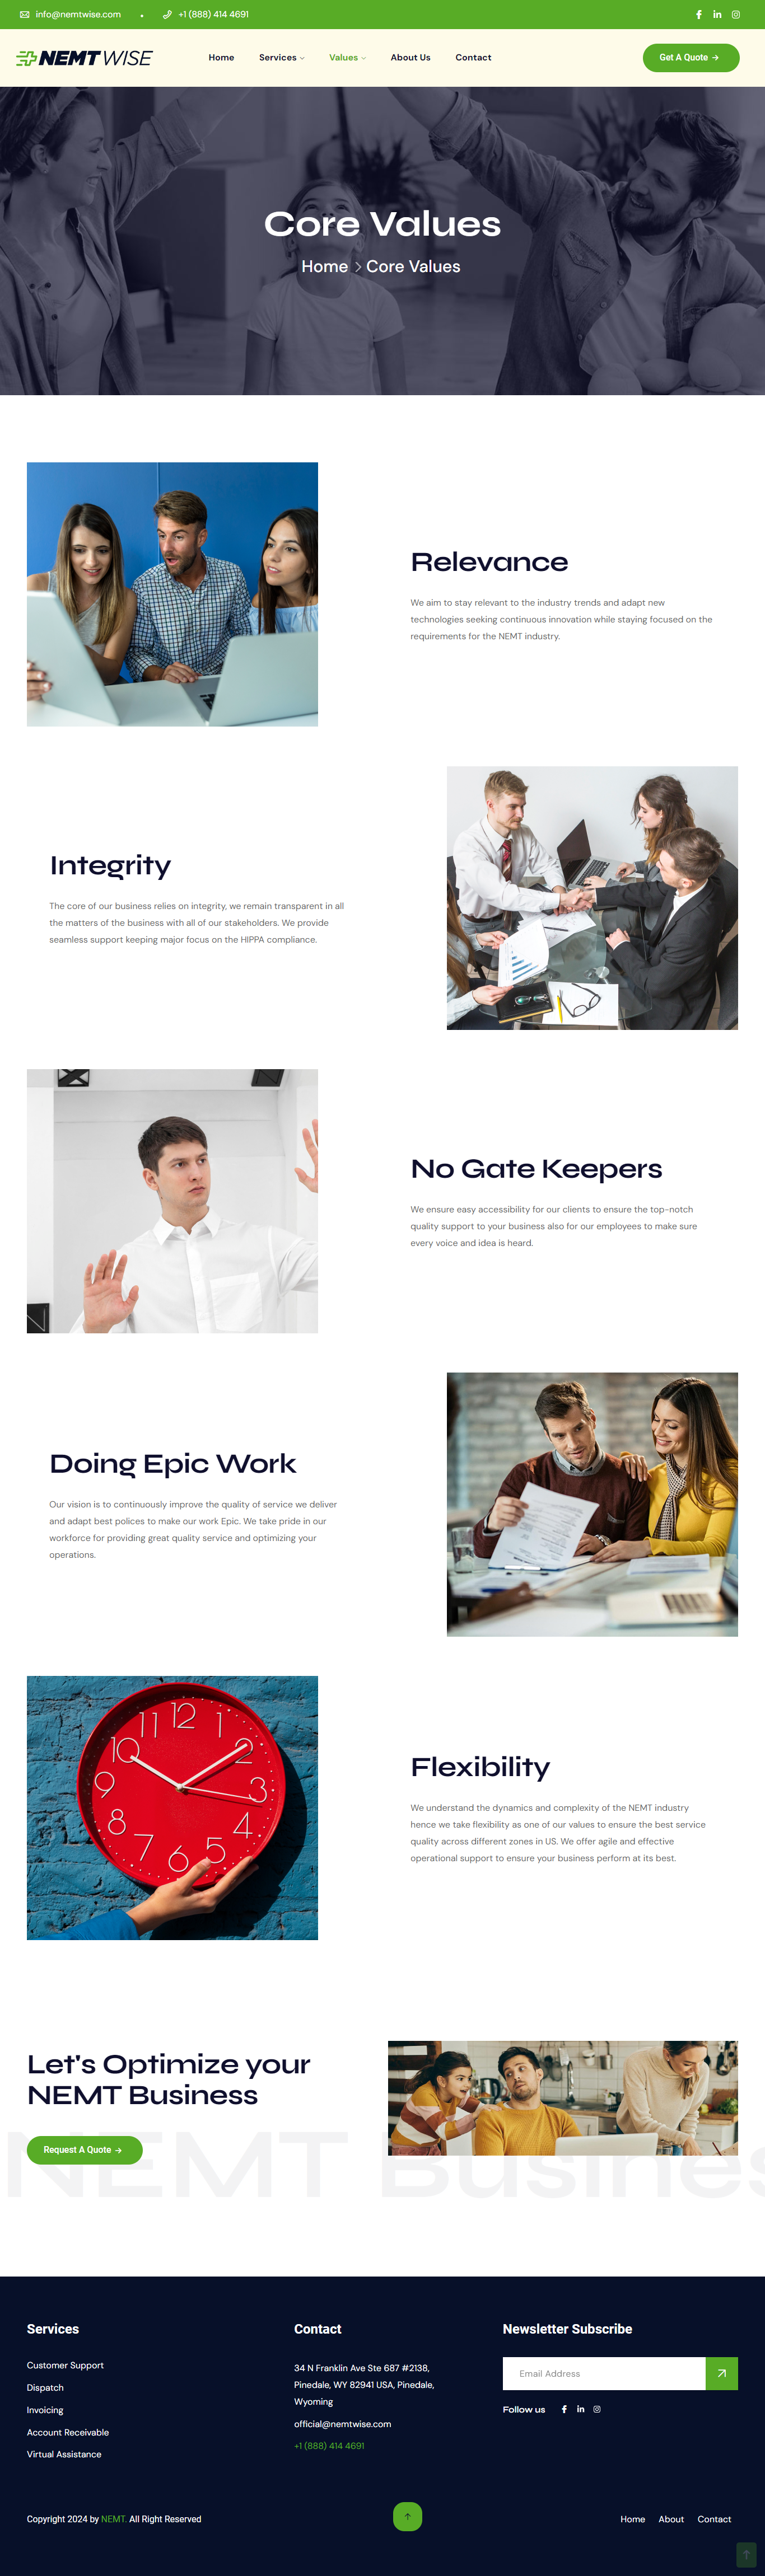 info@nemtwise.com
+1 (888) 414 4691
NEMTWISE
Home
Services
Values
About Us
Contact
Get A Quote
Core Values
Home > Core Values
Relevance
We aim to stay relevant to the industry trends and adapt new
technologies seeking continuous innovation while staying focused on the
requirements for the NEMT industry.
Integrity
The core of our business relies on integrity, we remain transparent in all
the matters of the business with all of our stakeholders. We provide
seamless support keeping major focus on the HIPPA compliance.
No Gate Keepers
We ensure easy accessibility for our clients to ensure the top-notch
quality support to your business also for our employees to make sure
every voice and idea is heard.
Doing Epic Work
Our vision is to continuously improve the quality of service we deliver
and adapt best polices to make our work Epic. We take pride in our
workforce for providing great quality service and optimizing your
operations.
12
10
2
9
3
8
4
7
6
5
Flexibility
We understand the dynamics and complexity of the NEMT industry
hence we take flexibility as one of our values to ensure the best service
quality across different zones in US. We offer agile and effective
operational support to ensure your business perform at its best.
Let's Optimize your
NEMT Business
Request A Quote
NEMT Busines
Services
Customer Support
Dispatch
Invoicing
Account Receivable
Virtual Assistance
Contact
34 N Franklin Ave Ste 687 #2138,
Pinedale, WY 82941 USA, Pinedale,
Wyoming
official@nemtwise.com
+1 (888) 414 4691
Newsletter Subscribe
Email Address
Follow us
Copyright 2024 by NEMT. All Right Reserved
Home
About
Contact